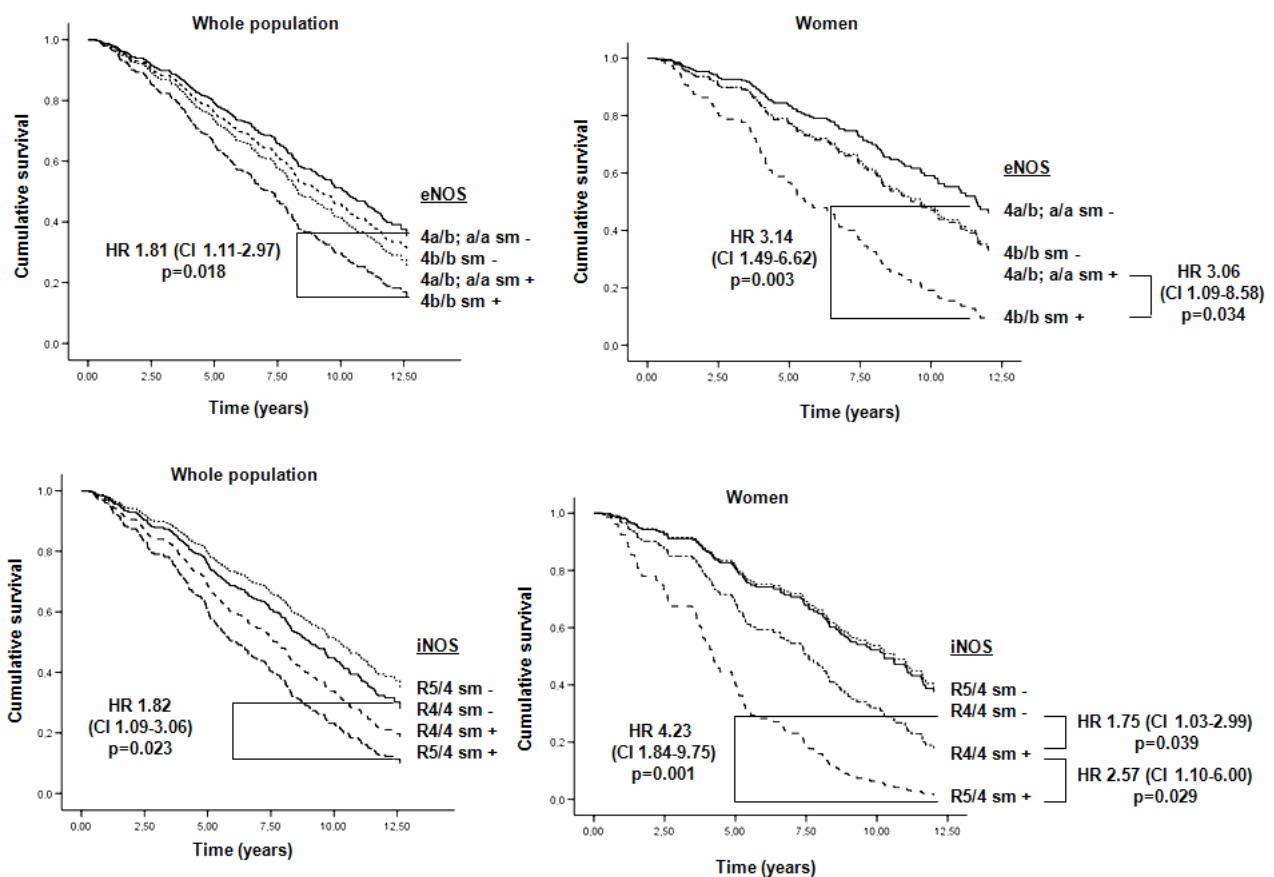 Whole population
Cumulative survival
1,0
0,8
0,6
0,4
0,2
0,0
0,00 2,50 5,00 7,50 10,00 12,50
Time (years)
eNOS
4a/b; a/a sm -
4b/b sm -
4a/b; a/a sm +
4b/b sm +
HR 1.81 (CI 1.11-2.97)
p=0.018
Women
Cumulative survival
1,0
0,8
0,6
0,4
0,2
0,0
0,00 2,50 5,00 7,50 10,00 12,50
Time (years)
eNOS
4a/b; a/a sm -
4b/b sm -
4a/b; a/a sm +
4b/b sm +
HR 3.14
(CI 1.49-6.62)
p=0.003
HR 3.06
(CI 1.09-8.58)
p=0.034
Whole population
Cumulative survival
1,0
0,8
0,6
0,4
0,2
0,0
0,00 2,50 5,00 7,50 10,00 12,50
Time (years)
iNOS
R5/4 sm -
R4/4 sm -
R4/4 sm +
R5/4 sm +
HR 1.82
(CI 1.09-3.06)
p=0.023
Women
Cumulative survival
1,0
0,8
0,6
0,4
0,2
0,0
0,00 2,50 5,00 7,50 10,00 12,50
Time (years)
iNOS
R5/4 sm -
R4/4 sm -
R4/4 sm +
R5/4 sm +
HR 4.23
(CI 1.84-9.75)
p=0.001
HR 1.75 (CI 1.03-2.99)
p=0.039
HR 2.57 (CI 1.10-6.00)
p=0.029